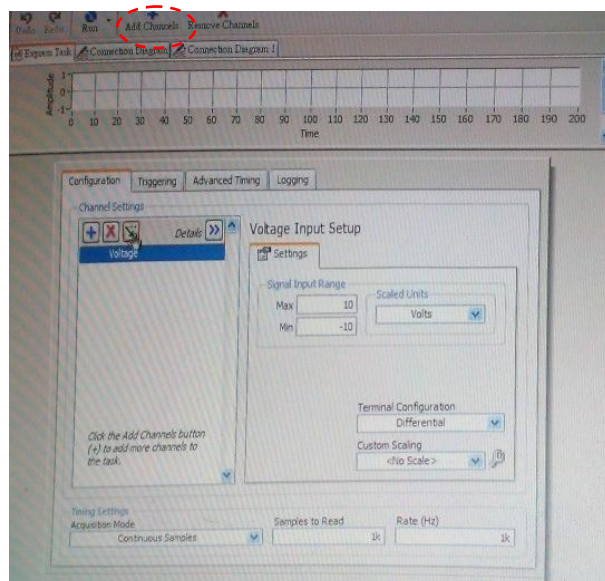 Undo Redo Run Add Channels Remove Channels
Express Task Connection Diagram Connection Diagram 1
Amplitude
1
0
-1
0 10 20 30 40 50 60 70 80 90 100 110 120 130 140 150 160 170 180 190 200
Time
Configuration Triggering Advanced Timing Logging
Channel Settings
Details
Voltage
Click the Add Channels button
(+) to add more channels to
the task.
Voltage Input Setup
Settings
Signal Input Range
Max 10
Min -10
Scaled Units
Volts
Terminal Configuration
Differential
Custom Scaling
<No Scale>
Timing Settings
Acquisition Mode Samples to Read Rate (Hz)
Continuous Samples 1k 1k